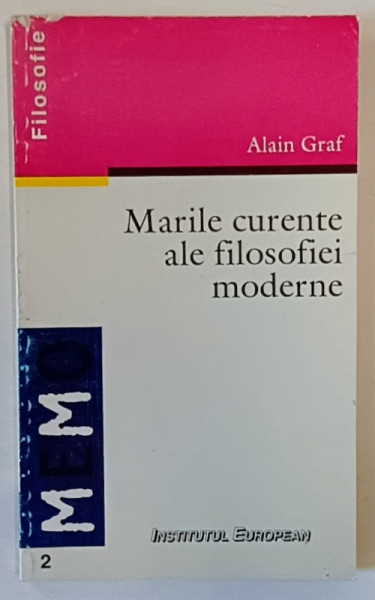 Filosofie
Alain Graf
Marile curente
ale filosofiei
moderne
MEMO
INSTITUTUL EUROPEAN
2